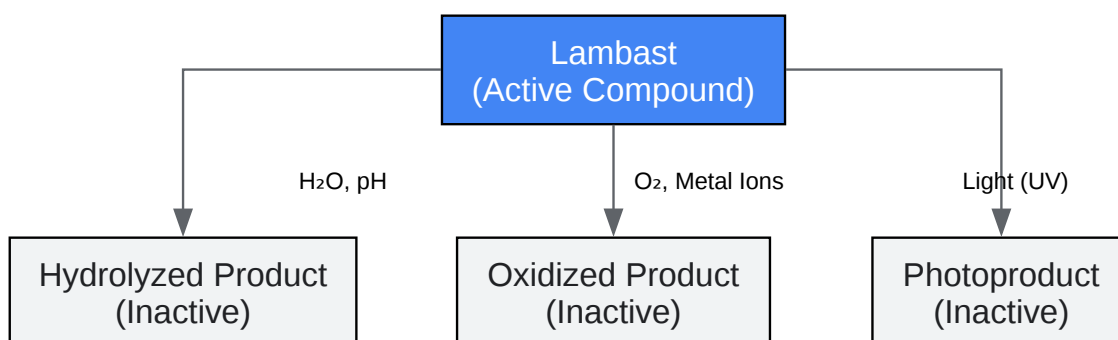 Lambast
(Active Compound)
H₂O, pH
O₂, Metal Ions
Light (UV)
Hydrolyzed Product
(Inactive)
Oxidized Product
(Inactive)
Photoproduct
(Inactive)